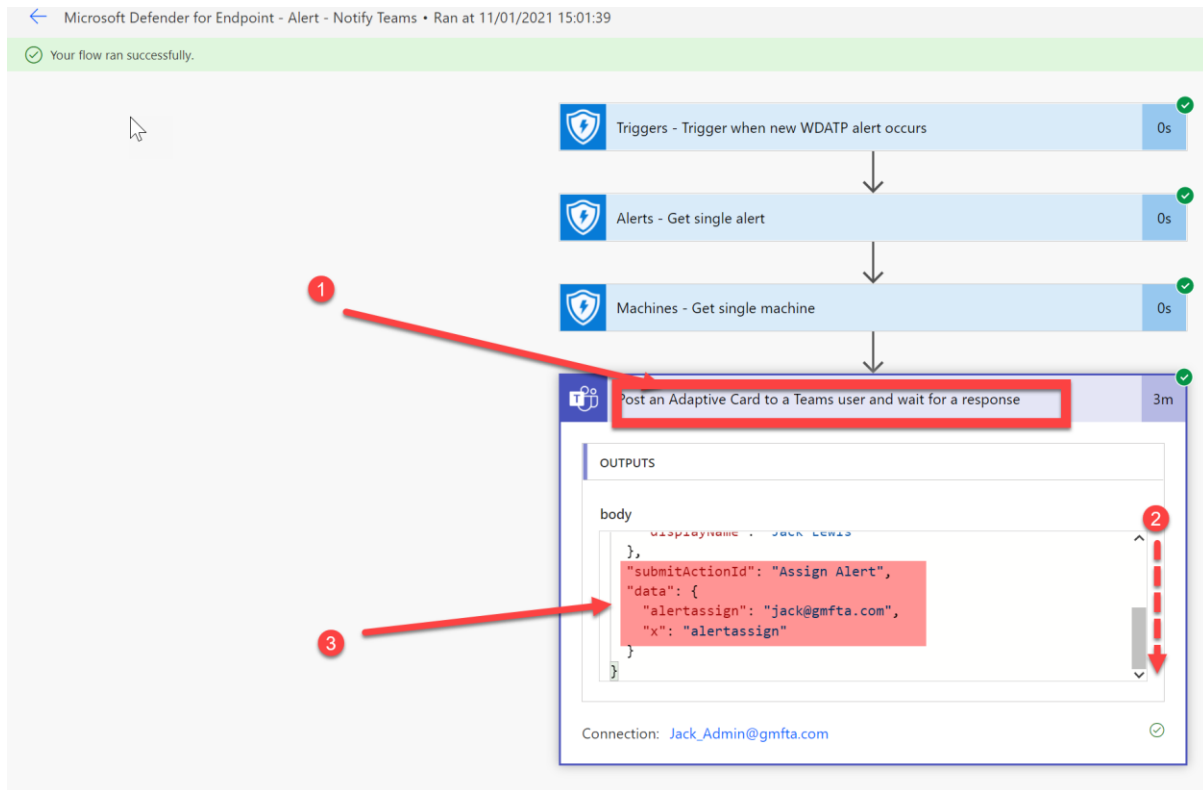 Microsoft Defender for Endpoint - Alert - Notify Teams • Ran at 11/01/2021 15:01:39
Your flow ran successfully.
Triggers - Trigger when new WDATP alert occurs
0s
Alerts - Get single alert
0s
1
Machines - Get single machine
0s
Post an Adaptive Card to a Teams user and wait for a response
3m
OUTPUTS
body
2
"displayName": "Jack Lewis"
},
"submitActionId": "Assign Alert",
"data": {
"alertassign": "jack@gmfta.com",
"x": "alertassign"
3
}
}
Connection: Jack_Admin@gmfta.com